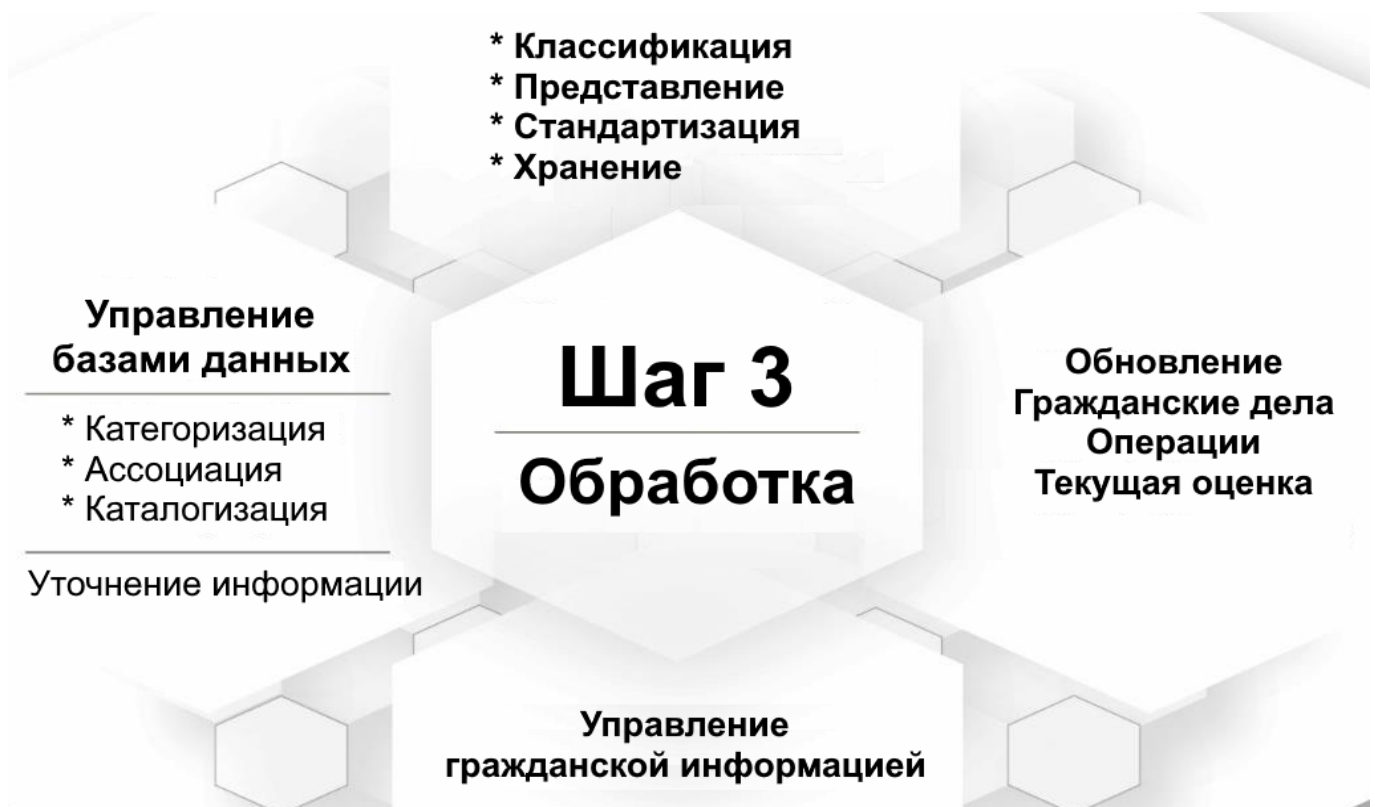 * Классификация
* Представление
* Стандартизация
* Хранение
Управление
базами данных
* Категоризация
* Ассоциация
* Каталогизация
Уточнение информации
Шаг 3
Обработка
Обновление
Гражданские дела
Операции
Текущая оценка
Управление
гражданской информацией